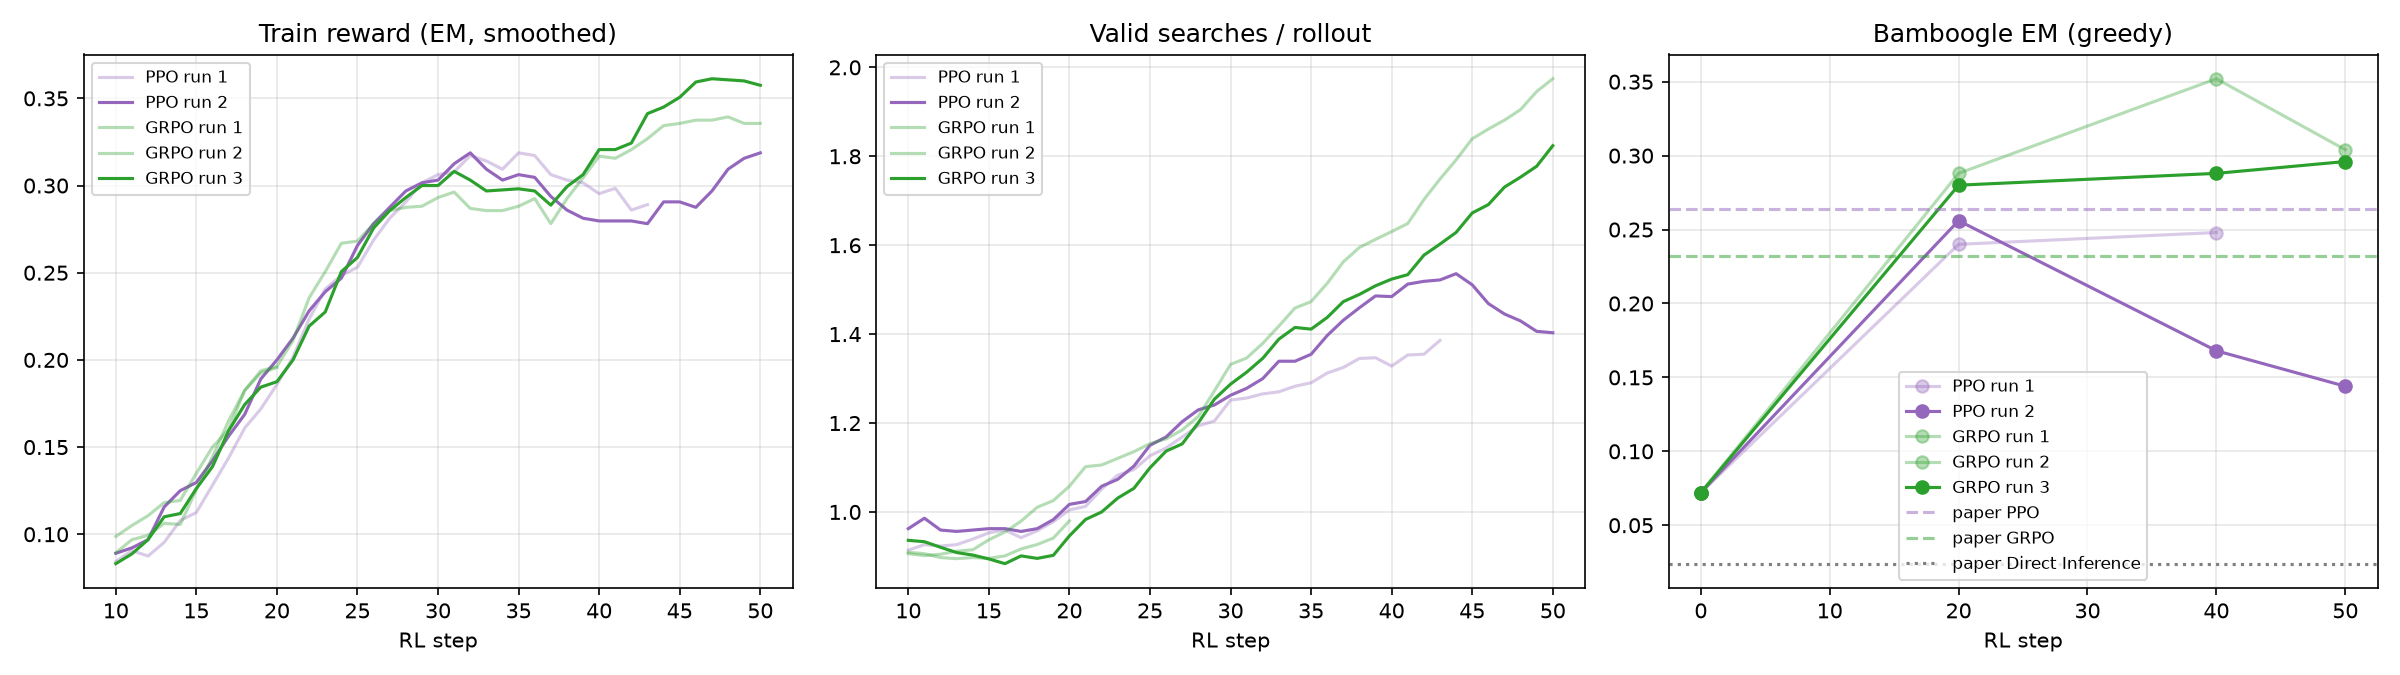 Train reward (EM, smoothed)
PPO run 1
PPO run 2
GRPO run 1
GRPO run 2
GRPO run 3
0.35
0.30
0.25
0.20
0.15
0.10
10 15 20 25 30 35 40 45 50
RL step
Valid searches / rollout
PPO run 1
PPO run 2
GRPO run 1
GRPO run 2
GRPO run 3
2.0
1.8
1.6
1.4
1.2
1.0
10 15 20 25 30 35 40 45 50
RL step
Bamboogle EM (greedy)
0.35
0.30
0.25
0.20
0.15
0.10
0.05
PPO run 1
PPO run 2
GRPO run 1
GRPO run 2
GRPO run 3
paper PPO
paper GRPO
paper Direct Inference
0 10 20 30 40 50
RL step